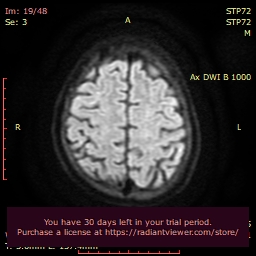 Im: 19/48
Se: 3
STP72
STP72
M
A
Ax DWI B 1000
R
L
You have 30 days left in your trial period.
Purchase a license at https://radiantviewer.com/store/